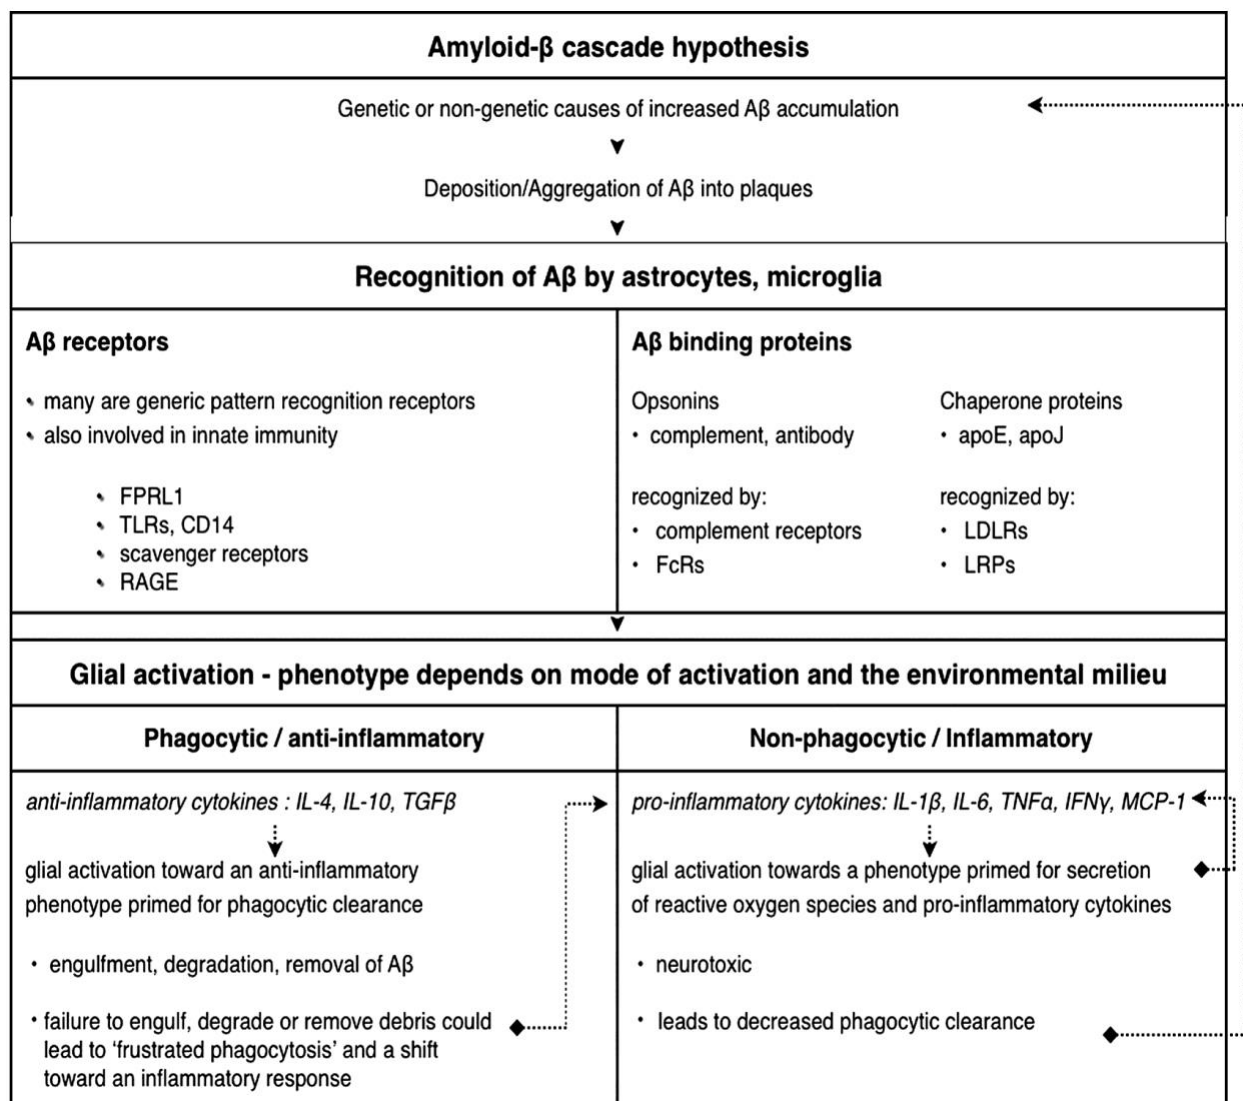 Amyloid-β cascade hypothesis
Genetic or non-genetic causes of increased Aβ accumulation
Deposition/Aggregation of Aβ into plaques
Recognition of Aβ by astrocytes, microglia
Aβ receptors
• many are generic pattern recognition receptors
• also involved in innate immunity
• FPRL1
• TLRs, CD14
• scavenger receptors
• RAGE
Aβ binding proteins
Opsonins
• complement, antibody
recognized by:
• complement receptors
• FcRs
Chaperone proteins
• apoE, apoJ
recognized by:
• LDLRs
• LRPs
Glial activation - phenotype depends on mode of activation and the environmental milieu
Phagocytic / anti-inflammatory
anti-inflammatory cytokines : IL-4, IL-10, TGFβ
glial activation toward an anti-inflammatory
phenotype primed for phagocytic clearance
• engulfment, degradation, removal of Aβ
• failure to engulf, degrade or remove debris could
lead to ‘frustrated phagocytosis’ and a shift
toward an inflammatory response
Non-phagocytic / Inflammatory
pro-inflammatory cytokines: IL-1β, IL-6, TNFα, IFNγ, MCP-1
glial activation towards a phenotype primed for secretion
of reactive oxygen species and pro-inflammatory cytokines
• neurotoxic
• leads to decreased phagocytic clearance